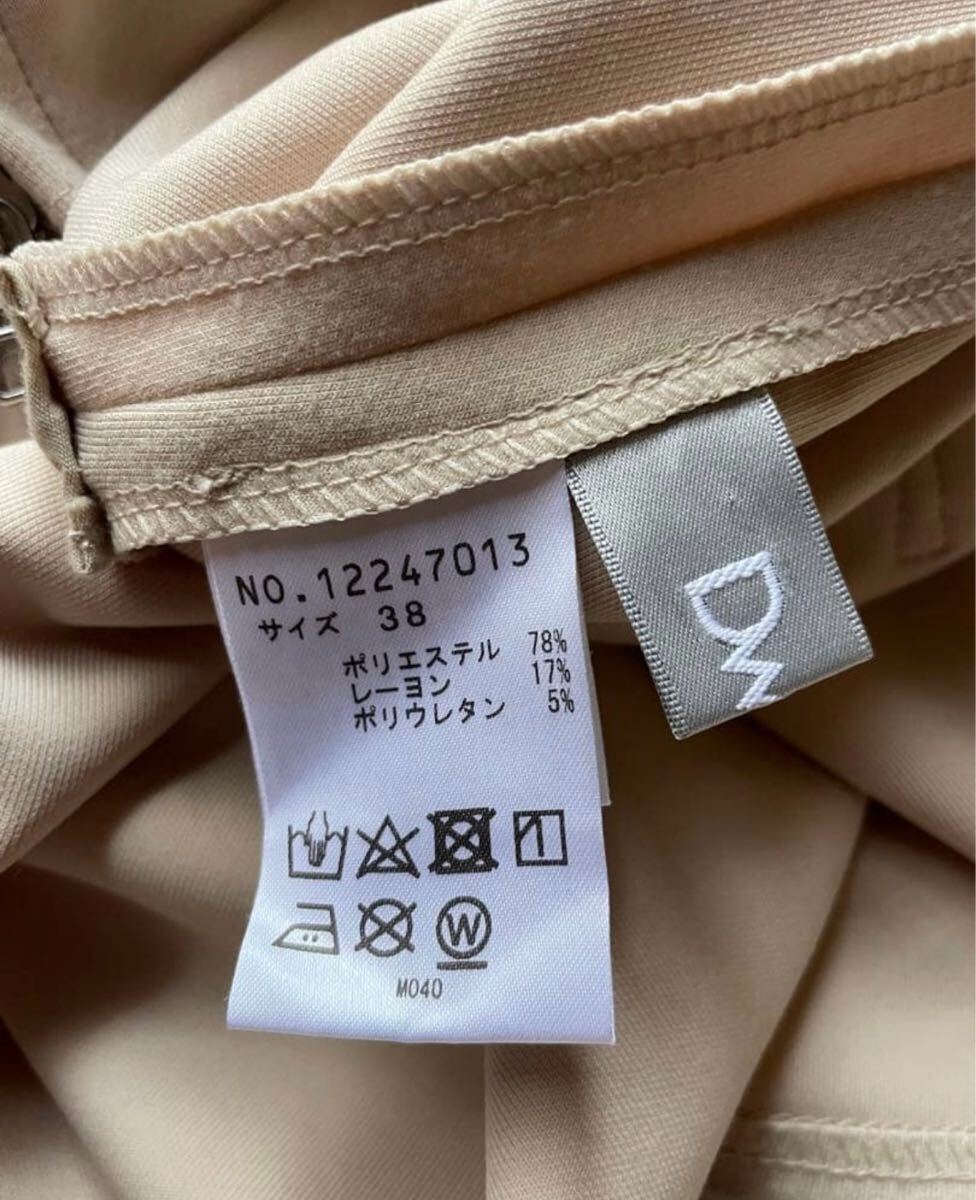 NO.12247013
サイズ 38
ポリエステル 78%
レーヨン 17%
ポリウレタン 5%
W
M040